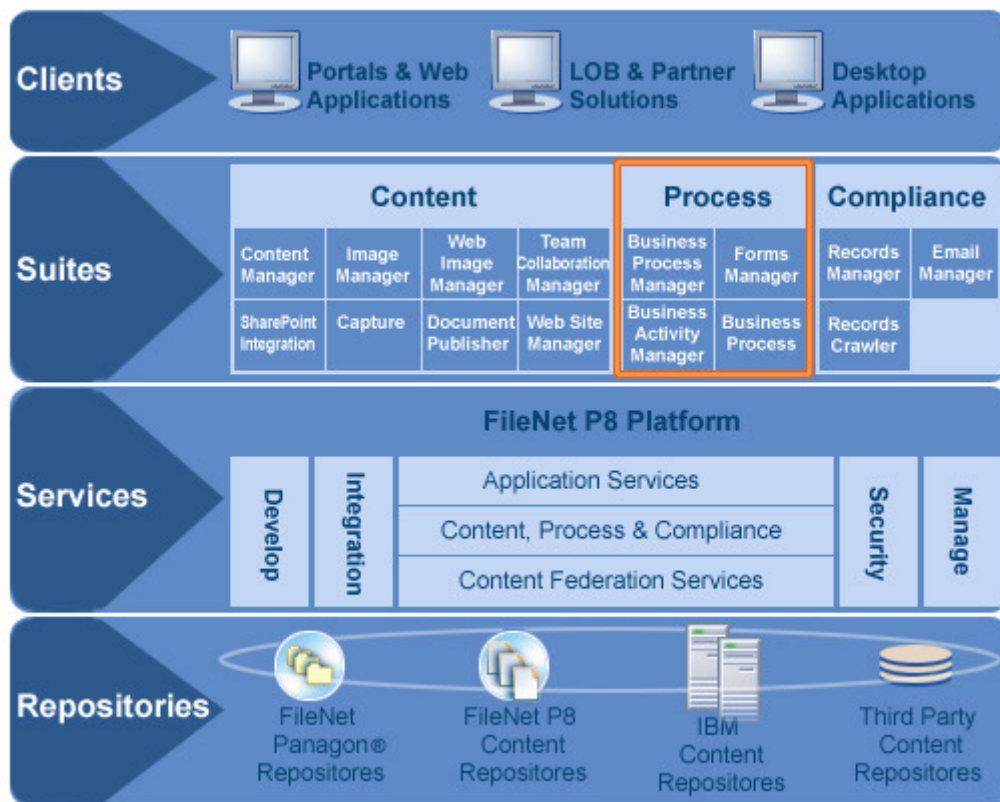 Clients
Portals & Web
Applications
LOB & Partner
Solutions
Desktop
Applications
Suites
Content
Content
Manager
Image
Manager
Web
Image
Manager
Team
Collaboration
Manager
SharePoint
Integration
Capture
Document
Publisher
Web Site
Manager
Process
Business
Process
Manager
Forms
Manager
Business
Activity
Manager
Business
Process
Compliance
Records
Manager
Email
Manager
Records
Crawler
Services
FileNet P8 Platform
Develop
Integration
Application Services
Content, Process & Compliance
Content Federation Services
Security
Manage
Repositories
FileNet
Panagon®
Repositores
FileNet P8
Content
Repositores
IBM
Content
Repositores
Third Party
Content
Repositores